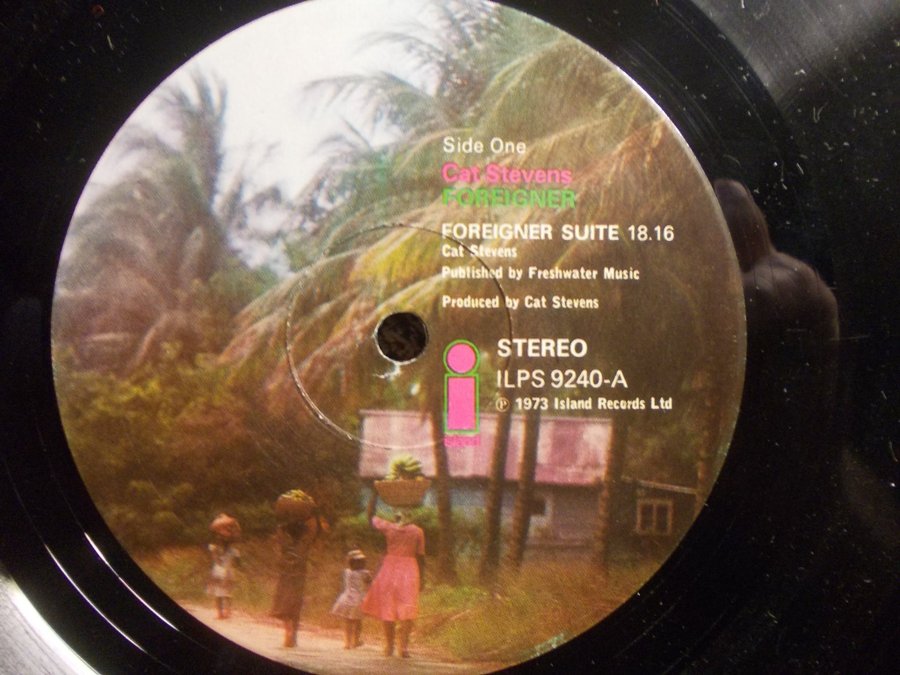 Side One
Cat Stevens
FOREIGNER
FOREIGNER SUITE 18.16
Cat Stevens
Published by Freshwater Music
Produced by Cat Stevens
STEREO
ILPS 9240-A
℗ 1973 Island Records Ltd
island